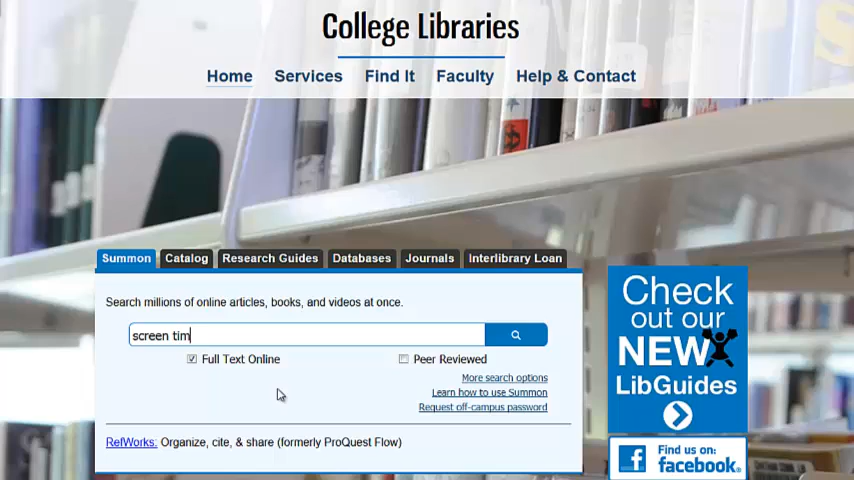 College Libraries
Home Services Find It Faculty Help & Contact
Summon Catalog Research Guides Databases Journals Interlibrary Loan
Search millions of online articles, books, and videos at once.
screen tim
Full Text Online Peer Reviewed
More search options
Learn how to use Summon
Request off-campus password
RefWorks: Organize, cite, & share (formerly ProQuest Flow)
Check
out our
NEW
LibGuides
Find us on:
facebook.